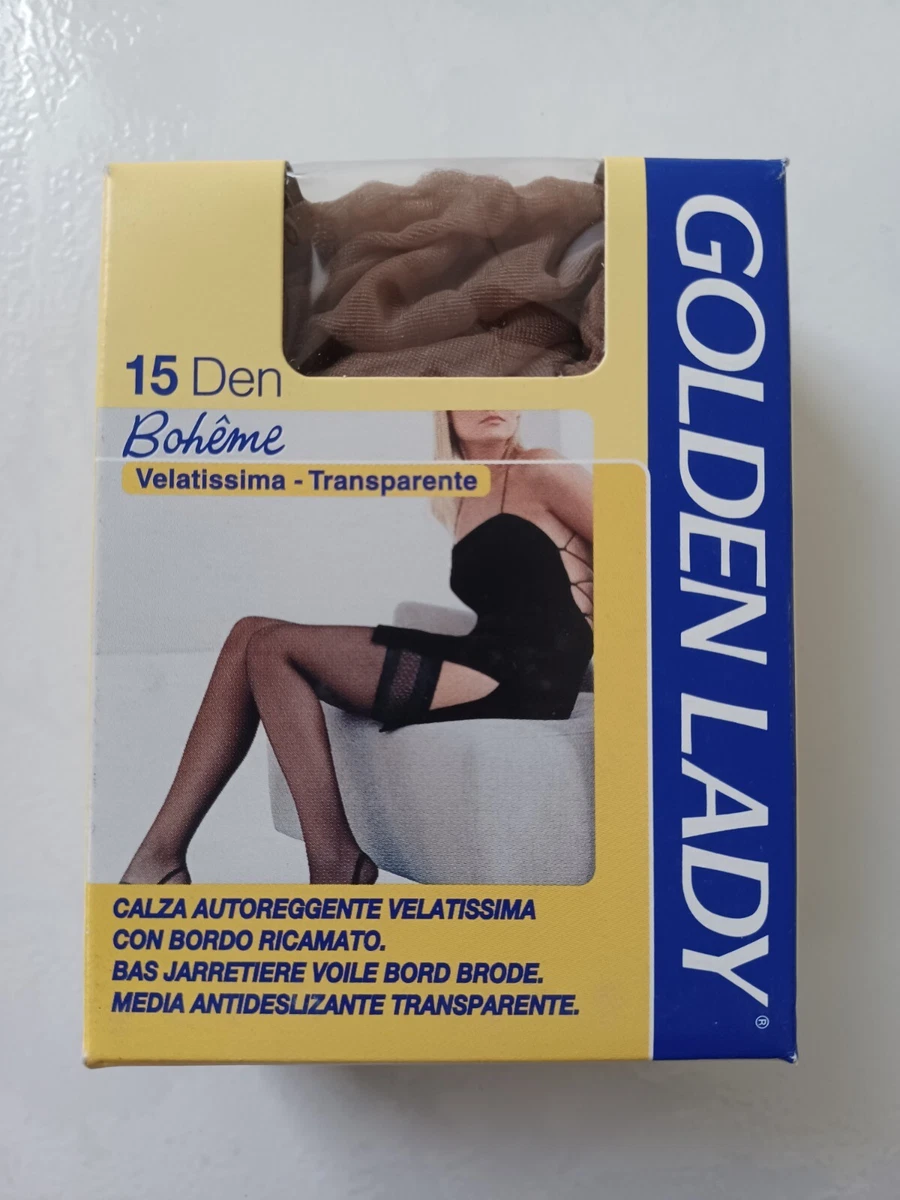 15 Den
Bohême
Velatissima - Transparente
GOLDEN LADY®
CALZA AUTOREGGENTE VELATISSIMA
CON BORDO RICAMATO.
BAS JARRETIERE VOILE BORD BRODE.
MEDIA ANTIDESLIZANTE TRANSPARENTE.